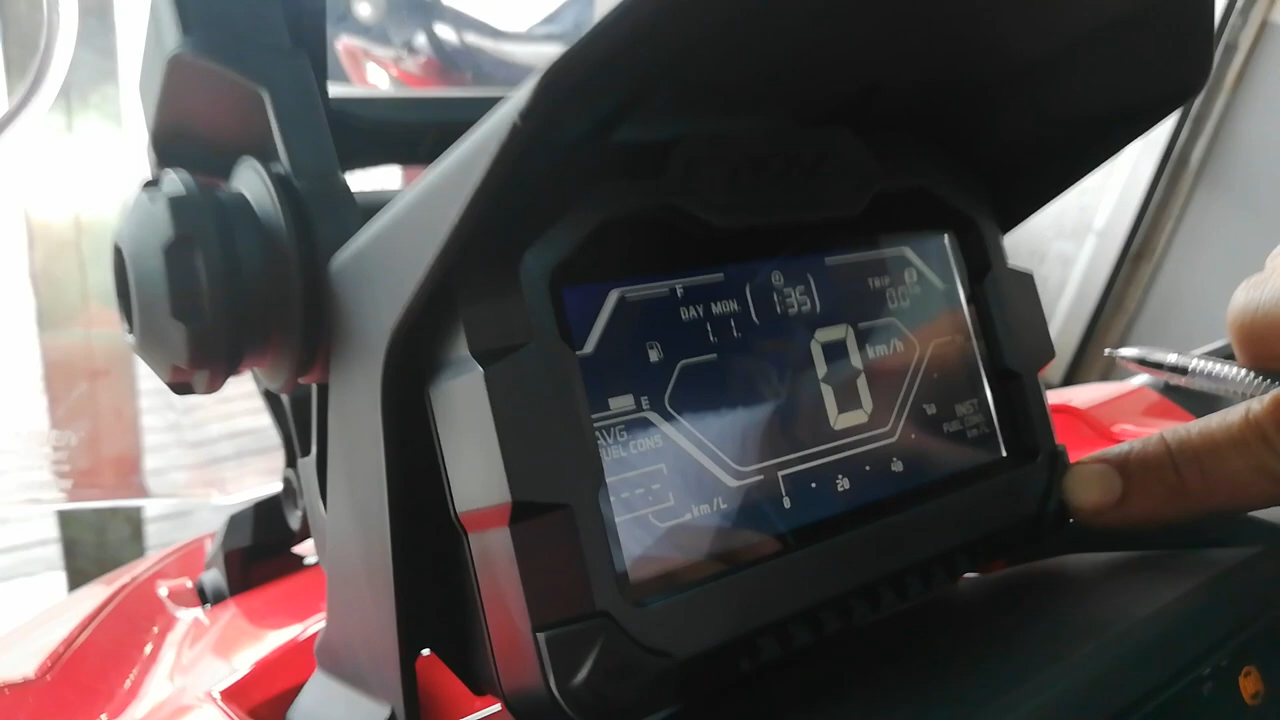 F
DAY MON.
1. 1.
(1:35)
TRIP
0.0
0
km/h
E
AVG.
FUEL CONS
--.-
km/L
0 20 40
INST
FUEL CONS
km/L